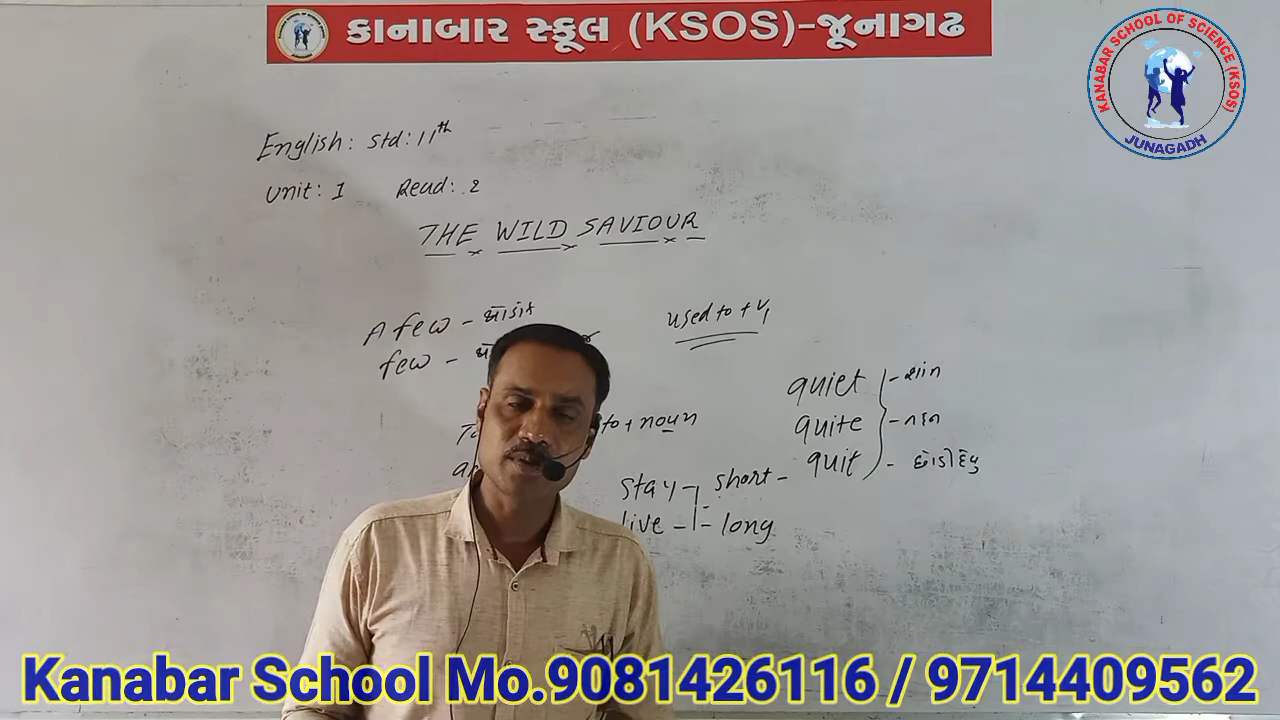 કાનાબાર સ્કૂલ (KSOS)-જૂનાગઢ
KANABAR SCHOOL OF SCIENCE (KSOS)
JUNAGADH
English: Std: 11th
Unit: 1 Read: 2
THE WILD SAVIOUR
A few -
few -
used to + V1
to + noun
quiet - શાંત
quite - તદ્દન
quit -
stay - short -
live - long
Kanabar School Mo.9081426116 / 9714409562